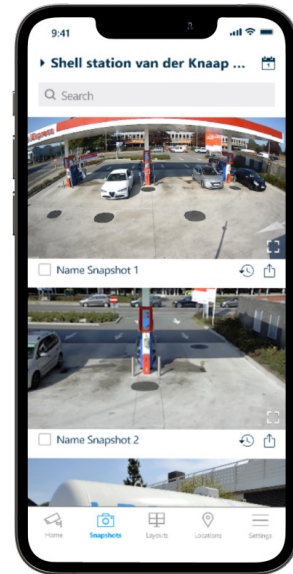 9:41
Shell station van der Knaap ...
Search
express
Name Snapshot 1
Name Snapshot 2
Home Snapshots Layouts Locations Settings